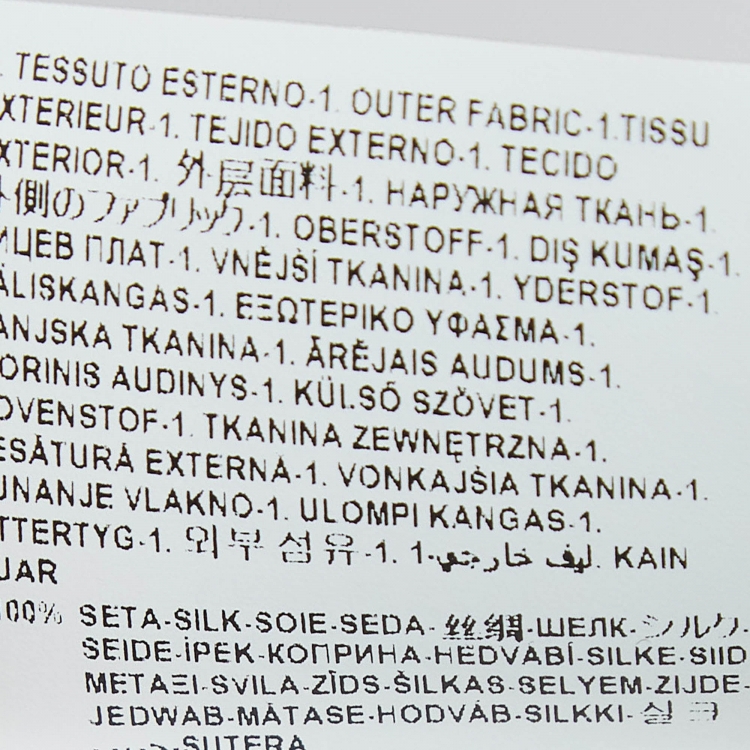 . TESSUTO ESTERNO-1. OUTER FABRIC-1.TISSU
XTERIEUR-1. TEJIDO EXTERNO-1. TECIDO
XTERIOR-1. 外层面料-1. НАРУЖНАЯ ТКАНЬ-1.
外側のファブリック-1. OBERSTOFF-1. DIŞ KUMAŞ-1.
ИЦЕВ ПЛАТ-1. VNĚJŠÍ TKANINA-1. YDERSTOF-1.
ÄLISKANGAS-1. ΕΞΩΤΕΡΙΚΟ ΥΦΑΣΜΑ-1.
ANJSKA TKANINA-1. ĀRĒJAIS AUDUMS-1.
ORINIS AUDINYS-1. KÜLSŐ SZÖVET-1.
OVENSTOF-1. TKANINA ZEWNĘTRZNA-1.
ESĂTURĂ EXTERNĂ-1. VONKAJŠIA TKANINA-1.
UNANJE VLAKNO-1. ULOMPI KANGAS-1.
TTERTYG-1. 외부 섬유-1. ليف خارجي-1. KAIN
UAR
100% SETA-SILK-SOIE-SEDA-丝绸-ШЕЛК-シルク-
SEIDE-İPEK-КОПРИНА-HEDVÁBÍ-SILKE-SIID
ΜΕΤΑΞΙ-SVILA-ZĪDS-ŠILKAS-SELYEM-ZIJDE-
JEDWAB-MĂTASE-HODVÁB-SILKKI-실크
SUTERA